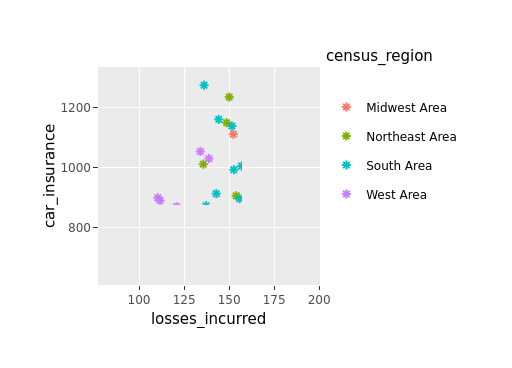 census_region
Midwest Area
Northeast Area
South Area
West Area
car_insurance
1200
1000
800
100 125 150 175 200
losses_incurred